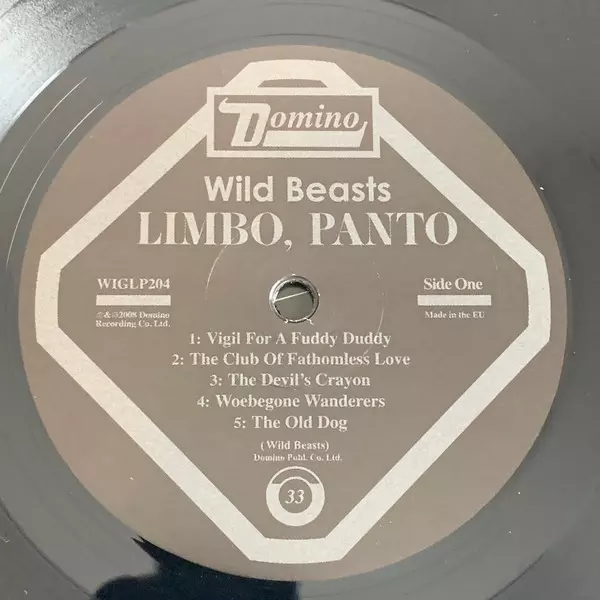 Domino
Wild Beasts
LIMBO, PANTO
WIGLP204
Side One
℗&©2008 Domino
Recording Co. Ltd.
Made in the EU
1: Vigil For A Fuddy Duddy
2: The Club Of Fathomless Love
3: The Devil's Crayon
4: Woebegone Wanderers
5: The Old Dog
(Wild Beasts)
Domino Publ. Co. Ltd.
33